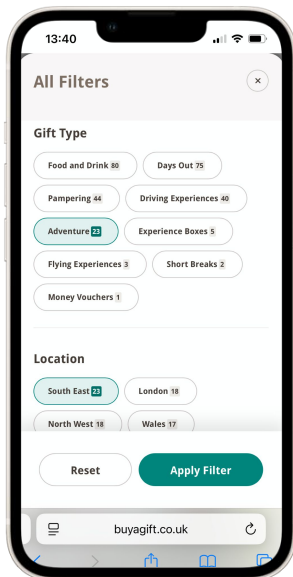 13:40
All Filters
Gift Type
Food and Drink 80
Days Out 75
Pampering 44
Driving Experiences 40
Adventure 23
Experience Boxes 5
Flying Experiences 3
Short Breaks 2
Money Vouchers 1
Location
South East 23
London 18
North West 18
Wales 17
Reset
Apply Filter
buyagift.co.uk